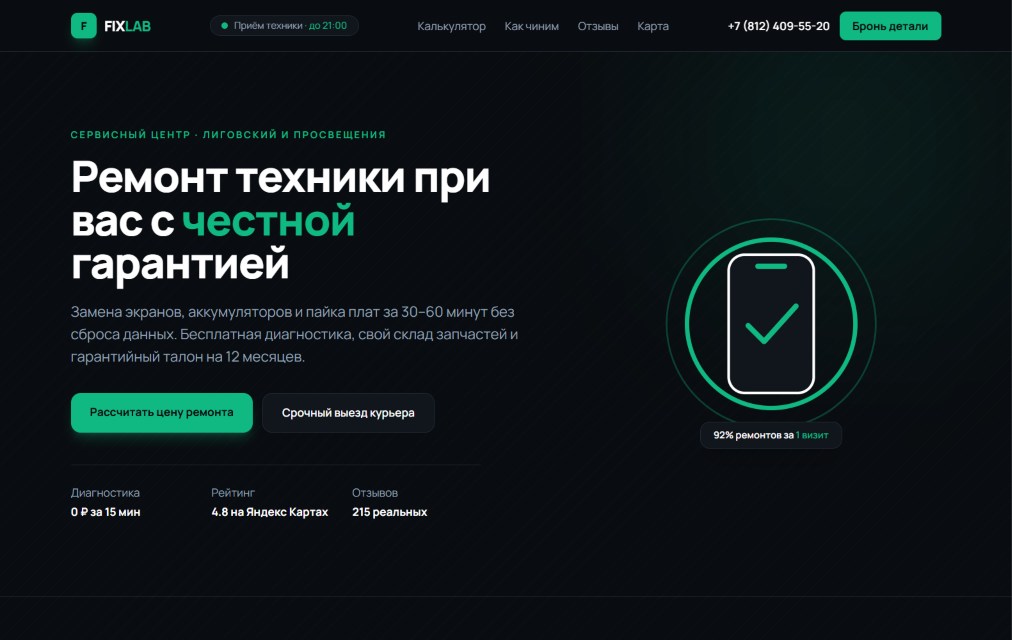 F FIXLAB
Приём техники · до 21:00
Калькулятор Как чиним Отзывы Карта
+7 (812) 409-55-20
Бронь детали
СЕРВИСНЫЙ ЦЕНТР · ЛИГОВСКИЙ И ПРОСВЕЩЕНИЯ
Ремонт техники при
вас с честной
гарантией
Замена экранов, аккумуляторов и пайка плат за 30–60 минут без
сброса данных. Бесплатная диагностика, свой склад запчастей и
гарантийный талон на 12 месяцев.
Рассчитать цену ремонта
Срочный выезд курьера
92% ремонтов за 1 визит
Диагностика Рейтинг Отзывов
0 ₽ за 15 мин 4.8 на Яндекс Картах 215 реальных